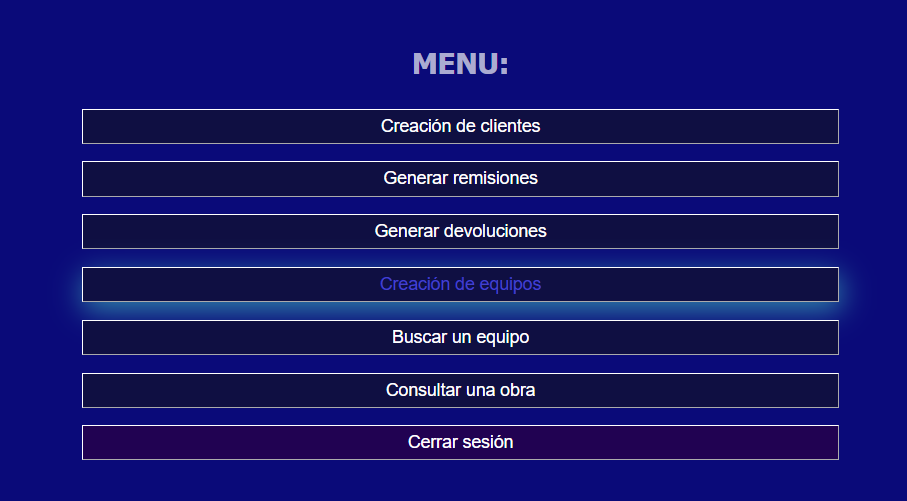 MENU:
Creación de clientes
Generar remisiones
Generar devoluciones
Creación de equipos
Buscar un equipo
Consultar una obra
Cerrar sesión